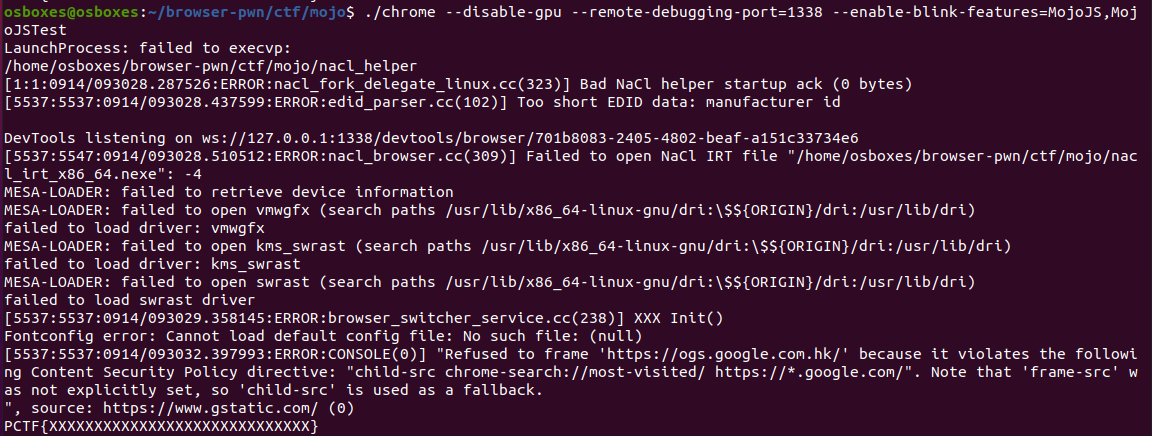 osboxes@osboxes:~/browser-pwn/ctf/mojo$ ./chrome --disable-gpu --remote-debugging-port=1338 --enable-blink-features=MojoJS,Moj
oJSTest
LaunchProcess: failed to execvp:
/home/osboxes/browser-pwn/ctf/mojo/nacl_helper
[1:1:0914/093028.287526:ERROR:nacl_fork_delegate_linux.cc(323)] Bad NaCl helper startup ack (0 bytes)
[5537:5537:0914/093028.437599:ERROR:edid_parser.cc(102)] Too short EDID data: manufacturer id

DevTools listening on ws://127.0.0.1:1338/devtools/browser/701b8083-2405-4802-beaf-a151c33734e6
[5537:5547:0914/093028.510512:ERROR:nacl_browser.cc(309)] Failed to open NaCl IRT file "/home/osboxes/browser-pwn/ctf/mojo/nac
l_irt_x86_64.nexe": -4
MESA-LOADER: failed to retrieve device information
MESA-LOADER: failed to open vmwgfx (search paths /usr/lib/x86_64-linux-gnu/dri:\$${ORIGIN}/dri:/usr/lib/dri)
failed to load driver: vmwgfx
MESA-LOADER: failed to open kms_swrast (search paths /usr/lib/x86_64-linux-gnu/dri:\$${ORIGIN}/dri:/usr/lib/dri)
failed to load driver: kms_swrast
MESA-LOADER: failed to open swrast (search paths /usr/lib/x86_64-linux-gnu/dri:\$${ORIGIN}/dri:/usr/lib/dri)
failed to load swrast driver
[5537:5537:0914/093029.358145:ERROR:browser_switcher_service.cc(238)] XXX Init()
Fontconfig error: Cannot load default config file: No such file: (null)
[5537:5537:0914/093032.397993:ERROR:CONSOLE(0)] "Refused to frame 'https://ogs.google.com.hk/' because it violates the followi
ng Content Security Policy directive: "child-src chrome-search://most-visited/ https://*.google.com/". Note that 'frame-src' w
as not explicitly set, so 'child-src' is used as a fallback.
", source: https://www.gstatic.com/ (0)
PCTF{XXXXXXXXXXXXXXXXXXXXXXXXXXXXX}